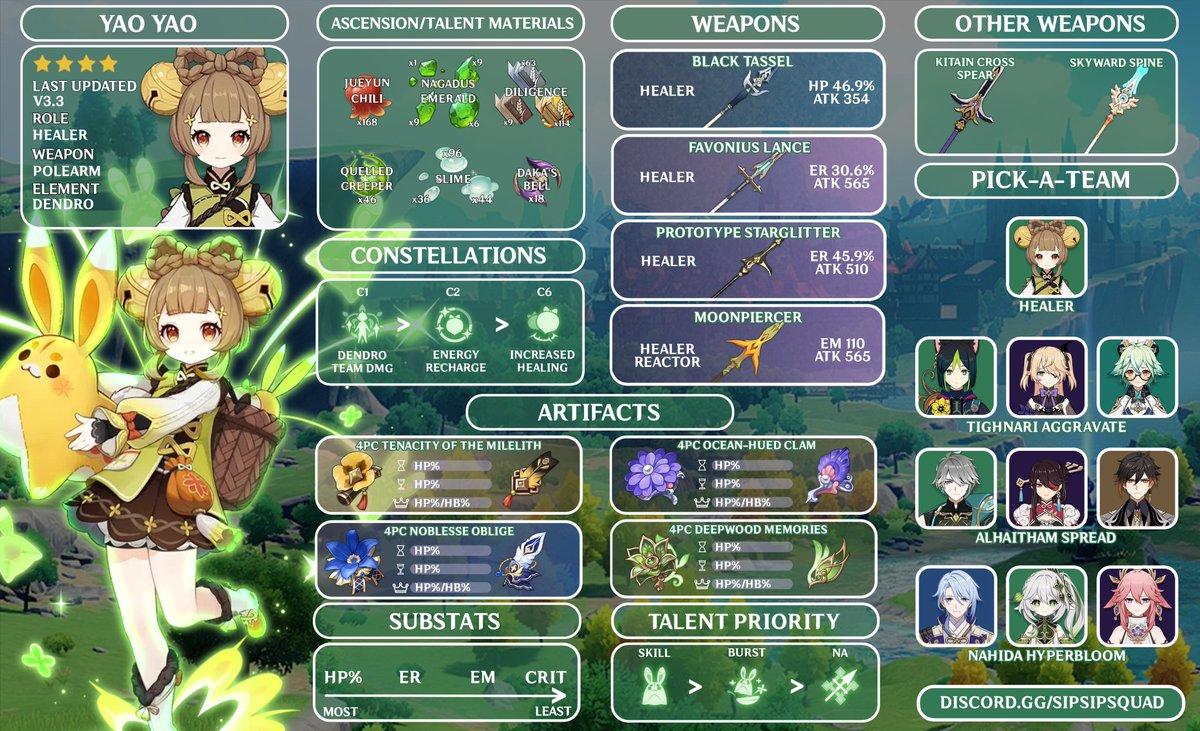 YAO YAO
LAST UPDATED
V3.3
ROLE
HEALER
WEAPON
POLEARM
ELEMENT
DENDRO
ASCENSION/TALENT MATERIALS
JUEYUN
CHILI
x168
x1
x9
NAGADUS
EMERALD
x9
x6
x63
DILIGENCE
x9
x114
QUELLED
CREEPER
x46
x96
SLIME
x36
x44
DAKA'S
BELL
x18
CONSTELLATIONS
C1
C2
C6
>
>
DENDRO
TEAM DMG
ENERGY
RECHARGE
INCREASED
HEALING
WEAPONS
BLACK TASSEL
HEALER
HP 46.9%
ATK 354
FAVONIUS LANCE
HEALER
ER 30.6%
ATK 565
PROTOTYPE STARGLITTER
HEALER
ER 45.9%
ATK 510
MOONPIERCER
HEALER
REACTOR
EM 110
ATK 565
OTHER WEAPONS
KITAIN CROSS
SPEAR
SKYWARD SPINE
PICK-A-TEAM
HEALER
TIGHNARI AGGRAVATE
ALHAITHAM SPREAD
NAHIDA HYPERBLOOM
ARTIFACTS
4PC TENACITY OF THE MILELITH
HP%
HP%
HP%/HB%
4PC OCEAN-HUED CLAM
HP%
HP%
HP%/HB%
4PC NOBLESSE OBLIGE
HP%
HP%
HP%/HB%
4PC DEEPWOOD MEMORIES
HP%
HP%
HP%/HB%
SUBSTATS
HP% ER EM CRIT
MOST LEAST
TALENT PRIORITY
SKILL
BURST
NA
>
>
DISCORD.GG/SIPSIPSQUAD